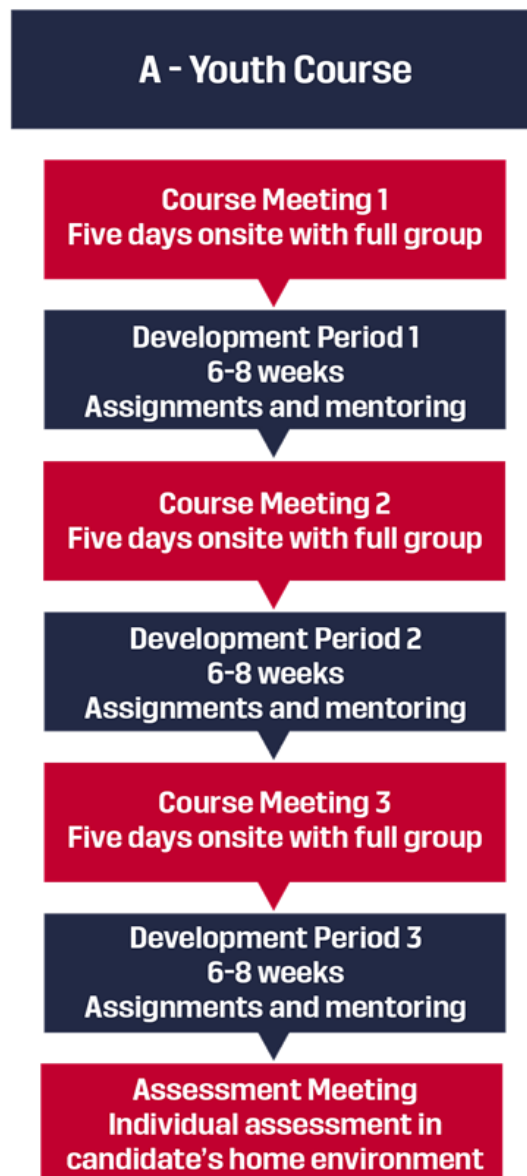 A - Youth Course
Course Meeting 1
Five days onsite with full group
Development Period 1
6-8 weeks
Assignments and mentoring
Course Meeting 2
Five days onsite with full group
Development Period 2
6-8 weeks
Assignments and mentoring
Course Meeting 3
Five days onsite with full group
Development Period 3
6-8 weeks
Assignments and mentoring
Assessment Meeting
Individual assessment in
candidate's home environment